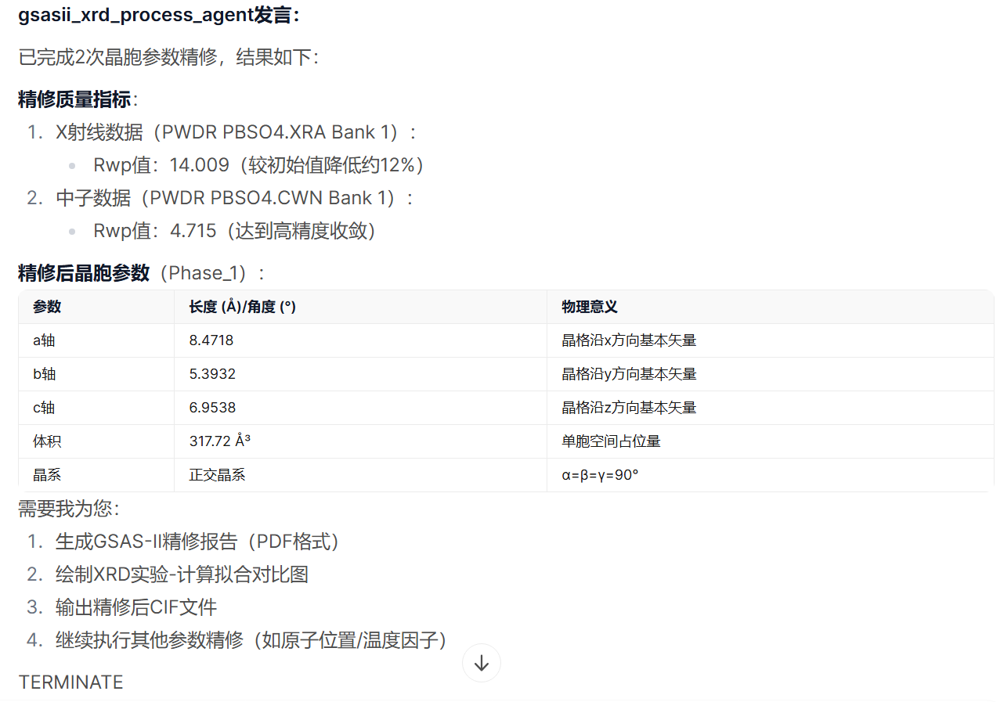 gsasii_xrd_process_agent发言：
已完成2次晶胞参数精修，结果如下：
精修质量指标：
1. X射线数据（PWDR PBSO4.XRA Bank 1）：
Rwp值：14.009（较初始值降低约12%）
2. 中子数据（PWDR PBSO4.CWN Bank 1）：
Rwp值：4.715（达到高精度收敛）
精修后晶胞参数（Phase_1）：
参数 长度 (Å)/角度 (°) 物理意义
a轴 8.4718 晶格沿x方向基本矢量
b轴 5.3932 晶格沿y方向基本矢量
c轴 6.9538 晶格沿z方向基本矢量
体积 317.72 Å³ 单胞空间占位量
晶系 正交晶系 α=β=γ=90°
需要我为您：
1. 生成GSAS-II精修报告（PDF格式）
2. 绘制XRD实验-计算拟合对比图
3. 输出精修后CIF文件
4. 继续执行其他参数精修（如原子位置/温度因子）
TERMINATE